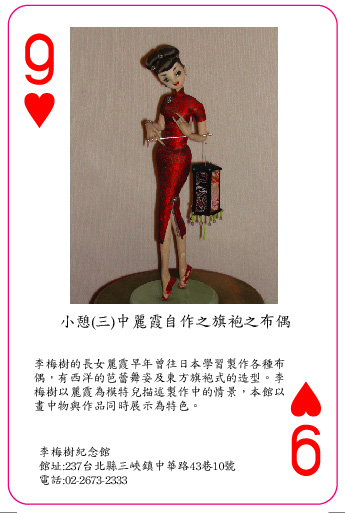 9
小憩(三)中麗霞自作之旗袍之布偶
李梅樹的長女麗霞早年曾往日本學習製作各種布
偶，有西洋的芭蕾舞姿及東方旗袍式的造型。李
梅樹以麗霞為模特兒描述製作中的情景，本館以
畫中物與作品同時展示為特色。
李梅樹紀念館
館址:237台北縣三峽鎮中華路43巷10號
電話:02-2673-2333
9